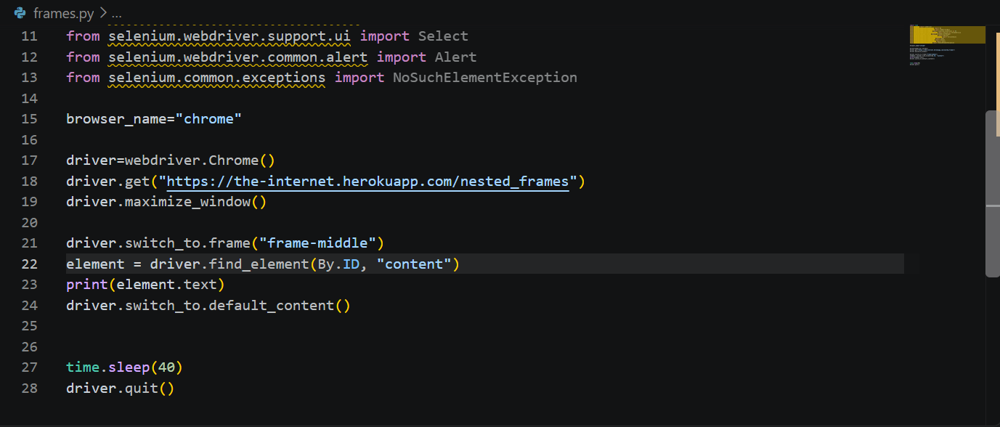 frames.py > ...
11 from selenium.webdriver.support.ui import Select
12 from selenium.webdriver.common.alert import Alert
13 from selenium.common.exceptions import NoSuchElementException
14
15 browser_name="chrome"
16
17 driver=webdriver.Chrome()
18 driver.get("https://the-internet.herokuapp.com/nested_frames")
19 driver.maximize_window()
20
21 driver.switch_to.frame("frame-middle")
22 element = driver.find_element(By.ID, "content")
23 print(element.text)
24 driver.switch_to.default_content()
25
26
27 time.sleep(40)
28 driver.quit()